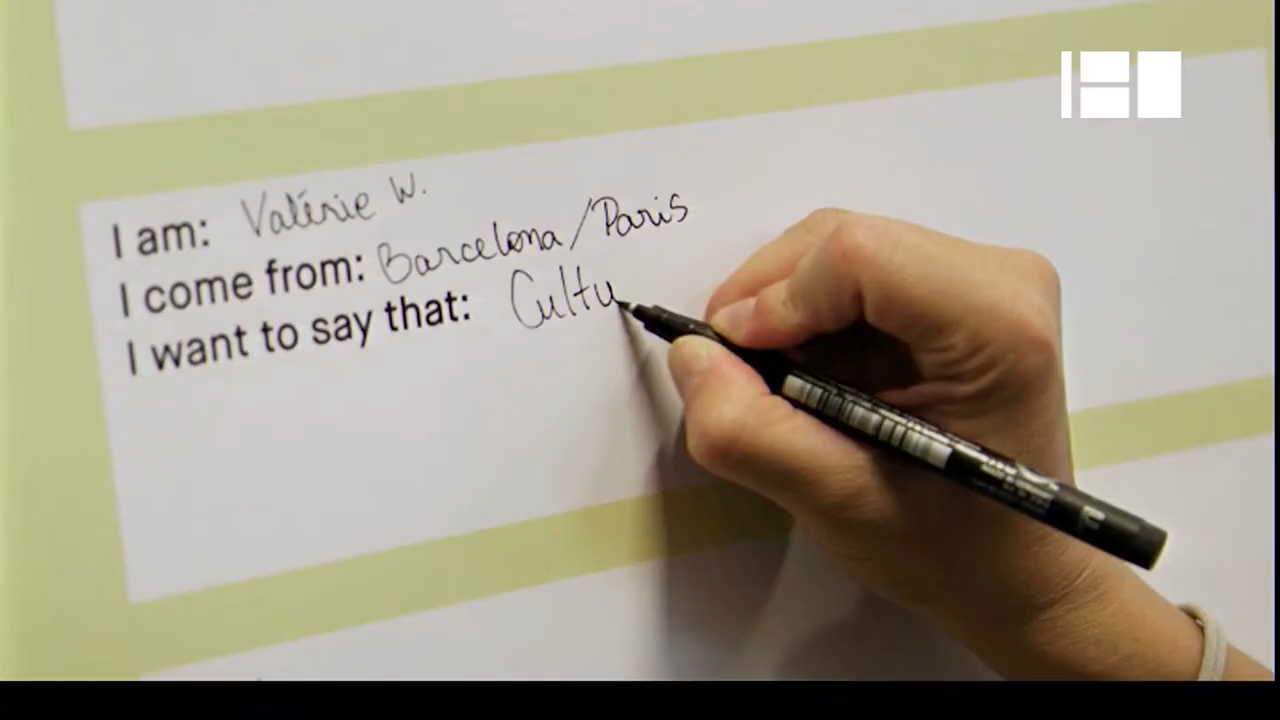 I am: Valérie W.
I come from: Barcelona/Paris
I want to say that: Cultu